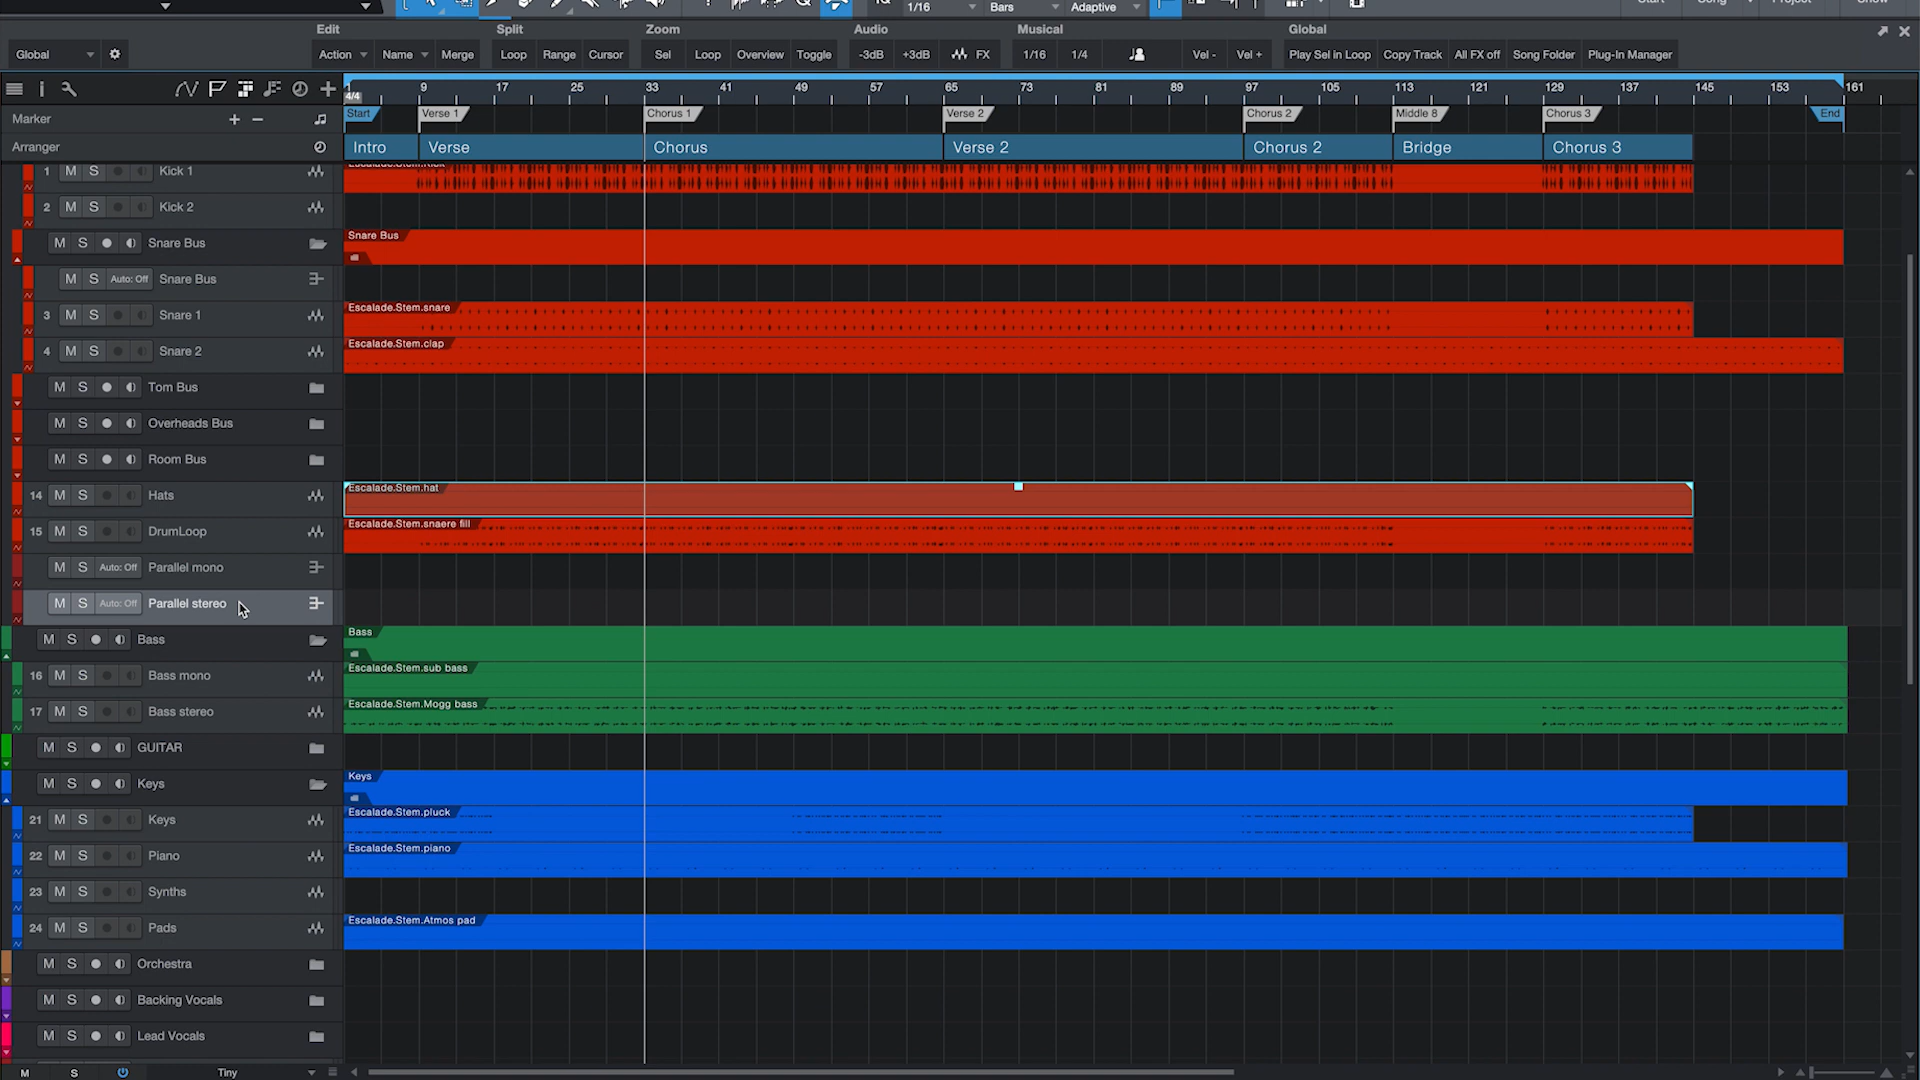 1/16 Bars Adaptive Start Song Project Show
Edit Split Zoom Audio Musical Global
Global Action Name Merge Loop Range Cursor Sel Loop Overview Toggle -3dB +3dB FX 1/16 1/4 Vel - Vel + Play Sel in Loop Copy Track All FX off Song Folder Plug-In Manager
9 17 25 33 41 49 57 65 73 81 89 97 105 113 121 129 137 145 153 161
4/4
Marker + − Start Verse 1 Chorus 1 Verse 2 Chorus 2 Middle 8 Chorus 3 End
Arranger Intro Verse Chorus Verse 2 Chorus 2 Bridge Chorus 3
1 M S Kick 1
2 M S Kick 2
M S Snare Bus Snare Bus
M S Auto: Off Snare Bus
3 M S Snare 1 Escalade.Stem.snare
4 M S Snare 2 Escalade.Stem.clap
M S Tom Bus
M S Overheads Bus
M S Room Bus
14 M S Hats Escalade.Stem.hat
15 M S DrumLoop Escalade.Stem.snaere fill
M S Auto: Off Parallel mono
M S Auto: Off Parallel stereo
M S Bass Bass
16 M S Bass mono Escalade.Stem.sub bass
17 M S Bass stereo Escalade.Stem.Mogg bass
M S GUITAR
M S Keys Keys
21 M S Keys Escalade.Stem.pluck
22 M S Piano Escalade.Stem.piano
23 M S Synths
24 M S Pads Escalade.Stem.Atmos pad
M S Orchestra
M S Backing Vocals
M S Lead Vocals
M S Tiny